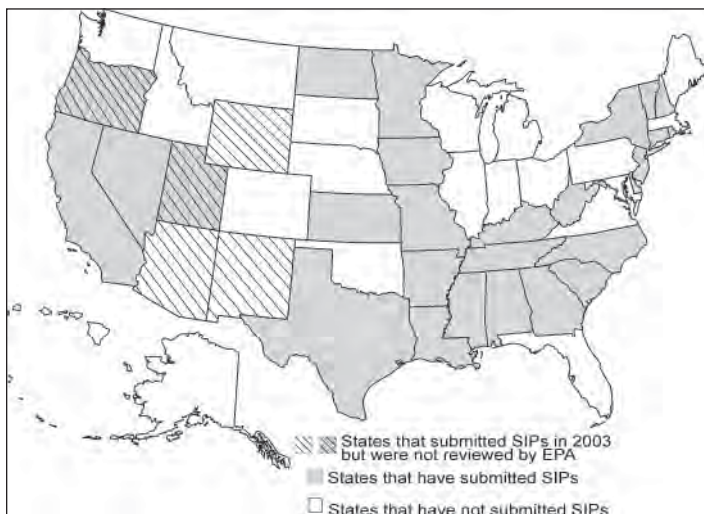 States that submitted SIPs in 2003
but were not reviewed by EPA
States that have submitted SIPs
States that have not submitted SIPs